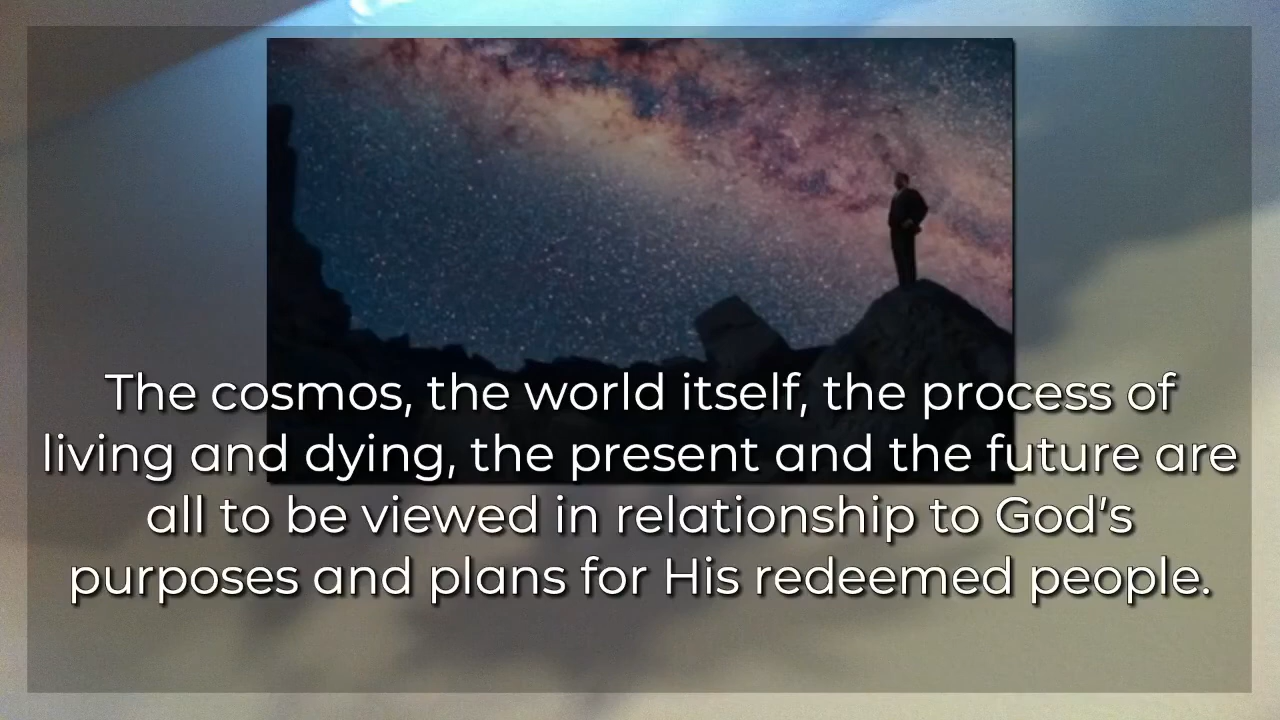 The cosmos, the world itself, the process of
living and dying, the present and the future are
all to be viewed in relationship to God’s
purposes and plans for His redeemed people.